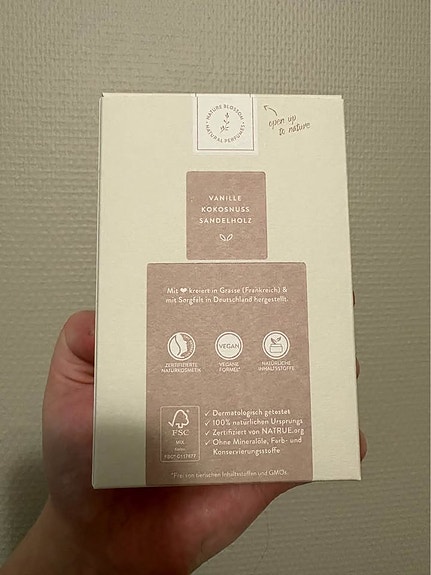 NATURE BLOSSOM
NATURAL PERFUMES
open up
to nature
VANILLE
KOKOSNUSS
SANDELHOLZ
Mit ❤ kreiert in Grasse (Frankreich) &
mit Sorgfalt in Deutschland hergestellt.
ZERTIFIZIERTE
NATURKOSMETIK
VEGAN
VEGANE
FORMEL*
NATÜRLICHE
INHALTSSTOFFE
FSC
MIX
✓ Dermatologisch getestet
✓ 100% natürlichen Ursprungs
✓ Zertifiziert von NATRUE.org
✓ Ohne Mineralöle, Farb- und
Konservierungsstoffe
*Frei von tierischen Inhaltsstoffen und GMOs.